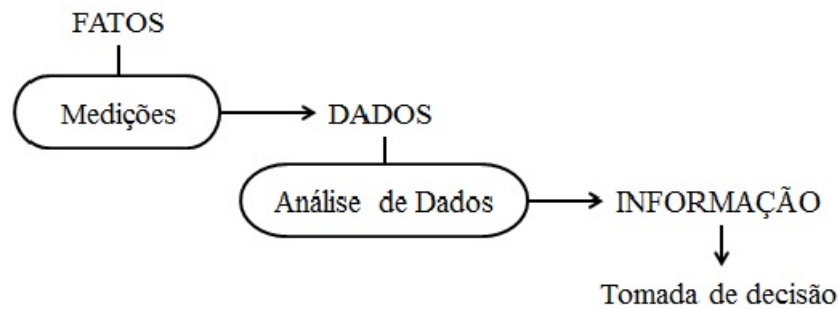 FATOS
Medições
DADOS
Análise de Dados
INFORMAÇÃO
Tomada de decisão